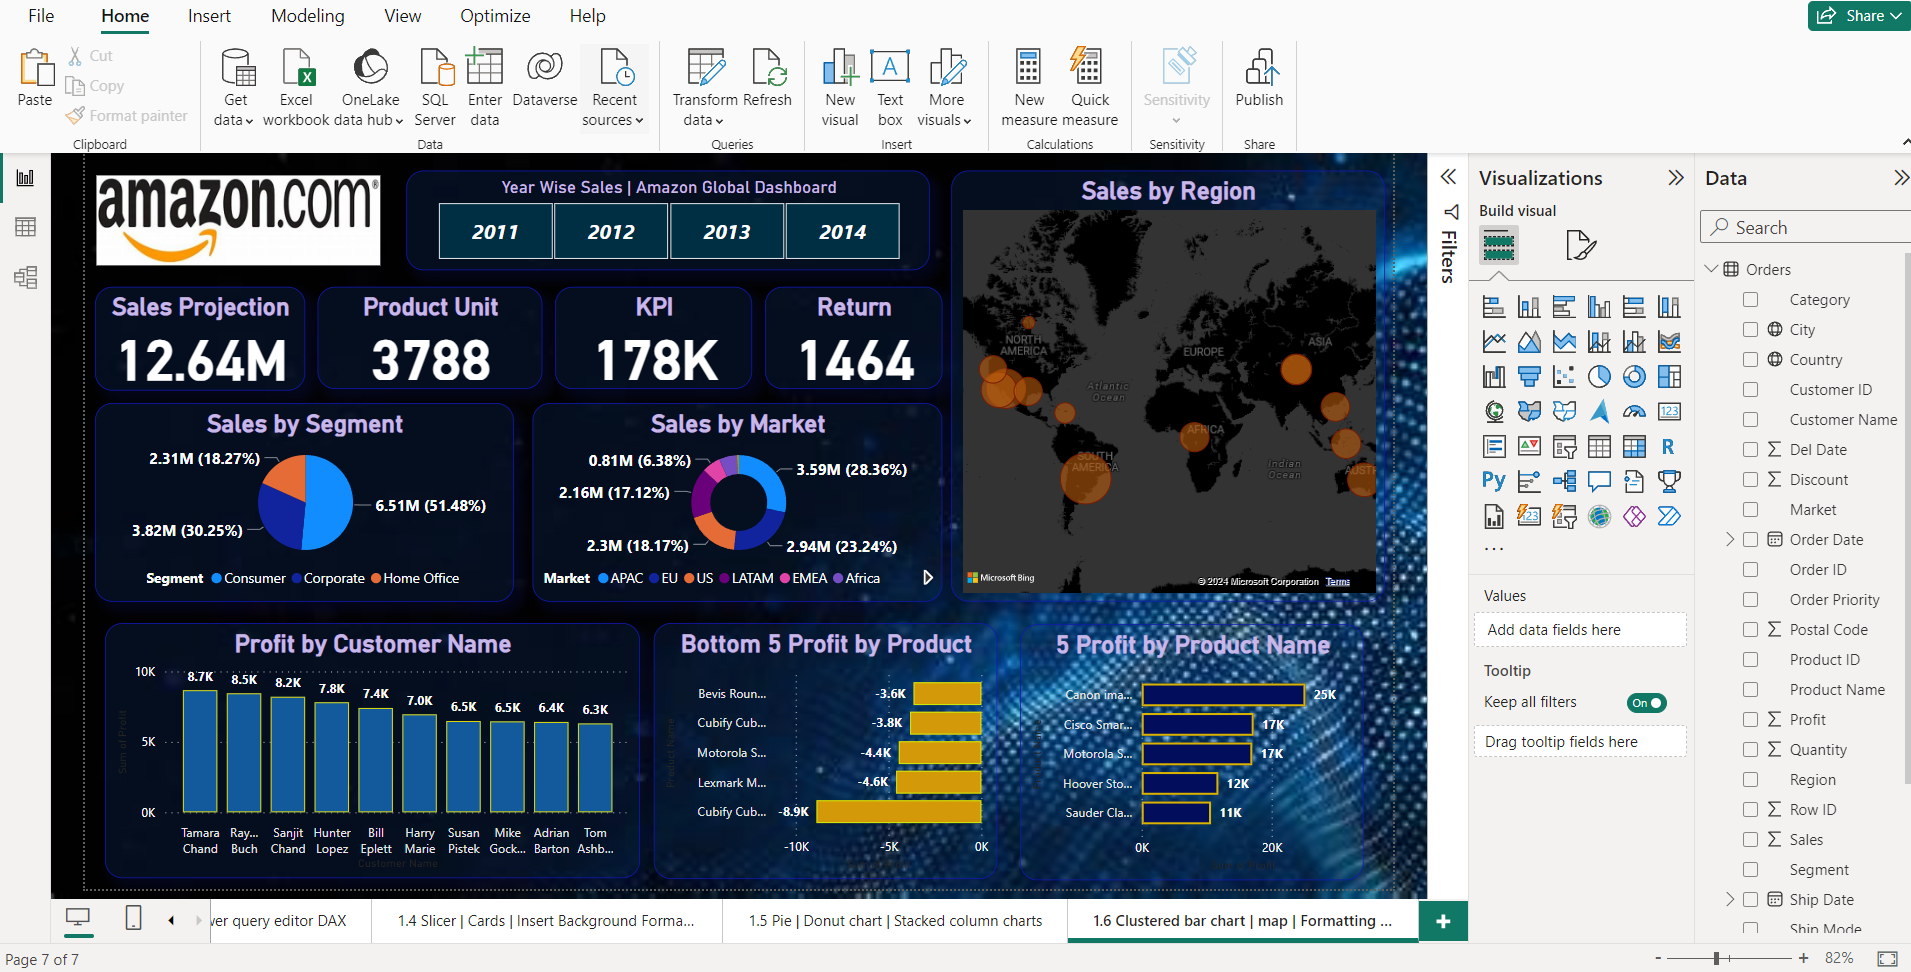 File Home Insert Modeling View Optimize Help Share
Paste
Cut
Copy
Format painter
Clipboard
Get data
Excel workbook
OneLake data hub
SQL Server
Enter data
Dataverse
Recent sources
Data
Transform data
Refresh
Queries
New visual
Text box
More visuals
Insert
New measure
Quick measure
Calculations
Sensitivity
Sensitivity
Publish
Share
amazon.com®
Year Wise Sales | Amazon Global Dashboard
2011 2012 2013 2014
Sales Projection
12.64M
Product Unit
3788
KPI
178K
Return
1464
Sales by Segment
2.31M (18.27%)
6.51M (51.48%)
3.82M (30.25%)
Segment Consumer Corporate Home Office
Sales by Market
0.81M (6.38%)
3.59M (28.36%)
2.16M (17.12%)
2.3M (18.17%)
2.94M (23.24%)
Market APAC EU US LATAM EMEA Africa
Sales by Region
NORTH AMERICA
EUROPE
ASIA
Atlantic Ocean
AFRICA
SOUTH AMERICA
Indian Ocean
AUST
Microsoft Bing
© 2024 Microsoft Corporation Terms
Profit by Customer Name
Sum of Profit
10K
5K
0K
8.7K 8.5K 8.2K 7.8K 7.4K 7.0K 6.5K 6.5K 6.4K 6.3K
Tamara Chand
Ray... Buch
Sanjit Chand
Hunter Lopez
Bill Eplett
Harry Marie
Susan Pistek
Mike Gock...
Adrian Barton
Tom Ashb...
Customer Name
Bottom 5 Profit by Product
Product Name
Bevis Roun... -3.6K
Cubify Cub... -3.8K
Motorola S... -4.4K
Lexmark M... -4.6K
Cubify Cub... -8.9K
-10K -5K 0K
5 Profit by Product Name
Canon ima... 25K
Cisco Smar... 17K
Motorola S... 17K
Hoover Sto... 12K
Sauder Cla... 11K
0K 20K
Filters
Visualizations
Build visual
123
R
Py
123
...
Values
Add data fields here
Tooltip
Keep all filters On
Drag tooltip fields here
Data
Search
Orders
Category
City
Country
Customer ID
Customer Name
Del Date
Discount
Market
Order Date
Order ID
Order Priority
Postal Code
Product ID
Product Name
Profit
Quantity
Region
Row ID
Sales
Segment
Ship Date
Ship Mode
ver query editor DAX
1.4 Slicer | Cards | Insert Background Forma...
1.5 Pie | Donut chart | Stacked column charts
1.6 Clustered bar chart | map | Formatting ...
+
Page 7 of 7
- + 82%